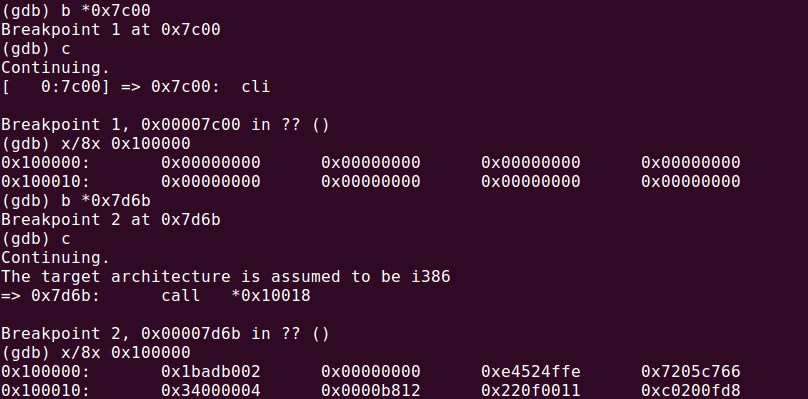 (gdb) b *0x7c00
Breakpoint 1 at 0x7c00
(gdb) c
Continuing.
[   0:7c00] => 0x7c00:  cli

Breakpoint 1, 0x00007c00 in ?? ()
(gdb) x/8x 0x100000
0x100000:       0x00000000      0x00000000      0x00000000      0x00000000
0x100010:       0x00000000      0x00000000      0x00000000      0x00000000
(gdb) b *0x7d6b
Breakpoint 2 at 0x7d6b
(gdb) c
Continuing.
The target architecture is assumed to be i386
=> 0x7d6b:      call   *0x10018

Breakpoint 2, 0x00007d6b in ?? ()
(gdb) x/8x 0x100000
0x100000:       0x1badb002      0x00000000      0xe4524ffe      0x7205c766
0x100010:       0x34000004      0x0000b812      0x220f0011      0xc0200fd8